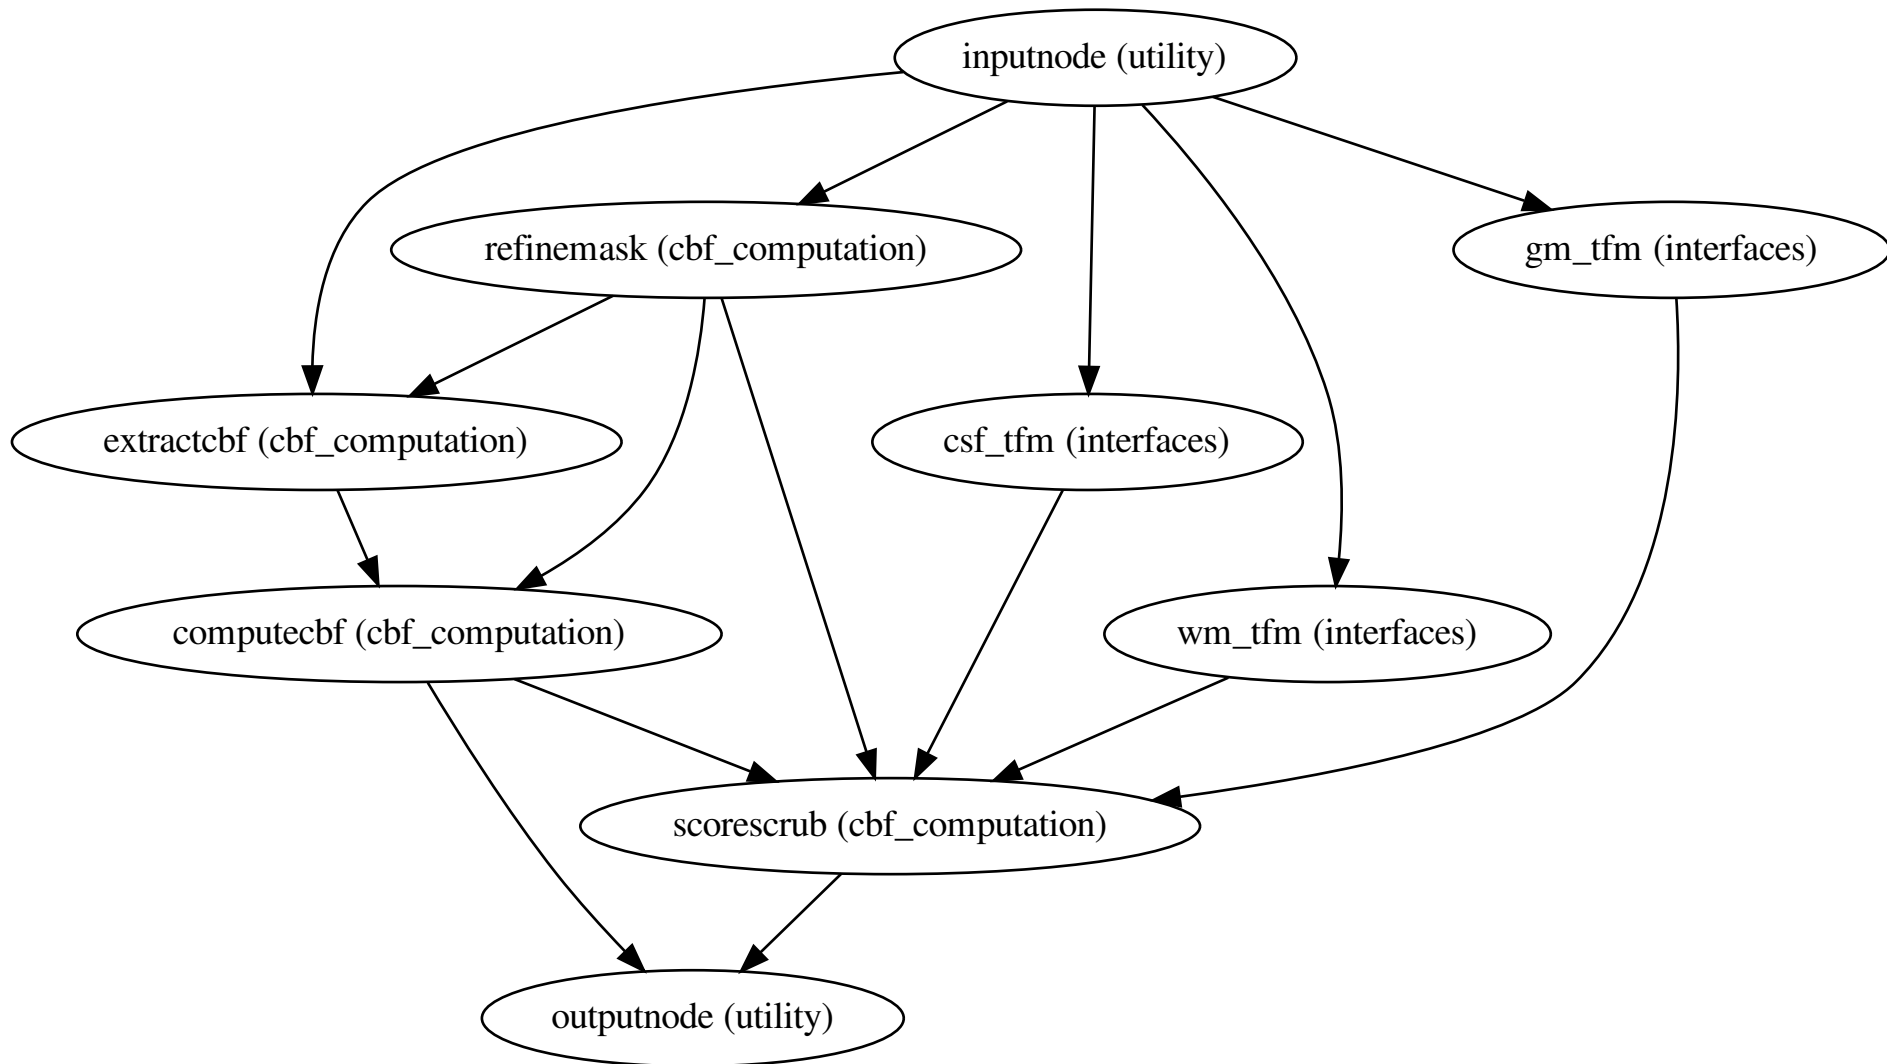 inputnode (utility)
refinemask (cbf_computation)
gm_tfm (interfaces)
extractcbf (cbf_computation)
csf_tfm (interfaces)
computecbf (cbf_computation)
wm_tfm (interfaces)
scorescrub (cbf_computation)
outputnode (utility)